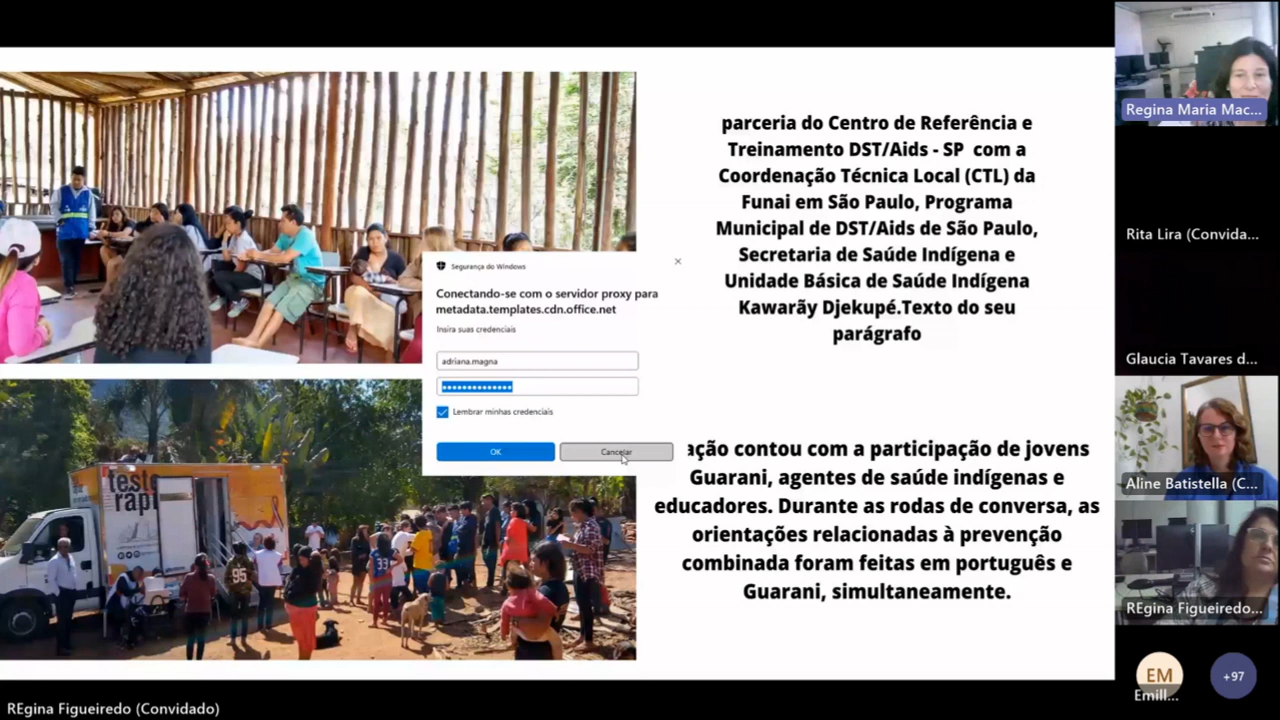 parceria do Centro de Referência e
Treinamento DST/Aids - SP com a
Coordenação Técnica Local (CTL) da
Funai em São Paulo, Programa
Municipal de DST/Aids de São Paulo,
Secretaria de Saúde Indígena e
Unidade Básica de Saúde Indígena
Kawarãy Djekupé.Texto do seu
parágrafo
Segurança do Windows
Conectando-se com o servidor proxy para
metadata.templates.cdn.office.net
Insira suas credenciais
adriana.magna
Lembrar minhas credenciais
OK
Cancelar
ação contou com a participação de jovens
Guarani, agentes de saúde indígenas e
educadores. Durante as rodas de conversa, as
orientações relacionadas à prevenção
combinada foram feitas em português e
Guarani, simultaneamente.
teste
rápi
95
33
Regina Maria Mac...
Rita Lira (Convida...
Glaucia Tavares d...
Aline Batistella (C...
REgina Figueiredo...
EM
Emill...
+97
REgina Figueiredo (Convidado)